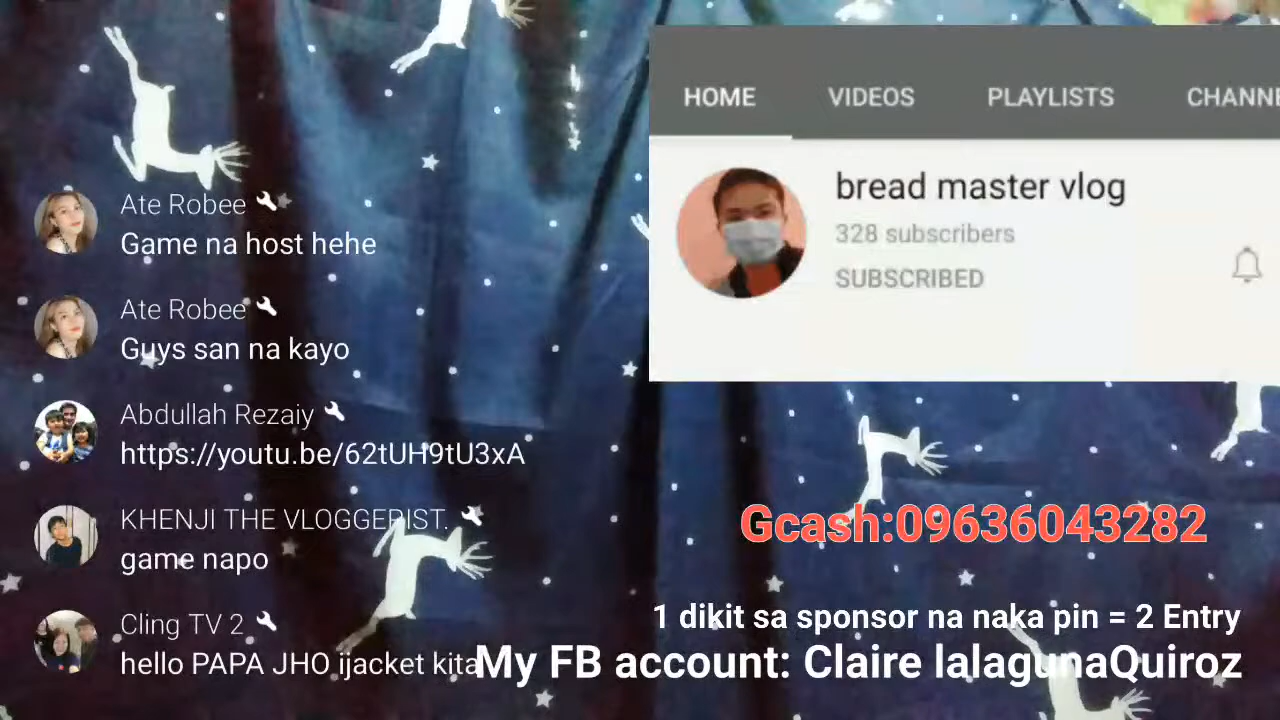 HOME VIDEOS PLAYLISTS CHANNE
bread master vlog
328 subscribers
SUBSCRIBED
Ate Robee
Game na host hehe
Ate Robee
Guys san na kayo
Abdullah Rezaiy
https://youtu.be/62tUH9tU3xA
KHENJI THE VLOGGERIST.
game napo
Cling TV 2
hello PAPA JHO ijacket kita
Gcash:09636043282
1 dikit sa sponsor na naka pin = 2 Entry
My FB account: Claire lalagunaQuiroz